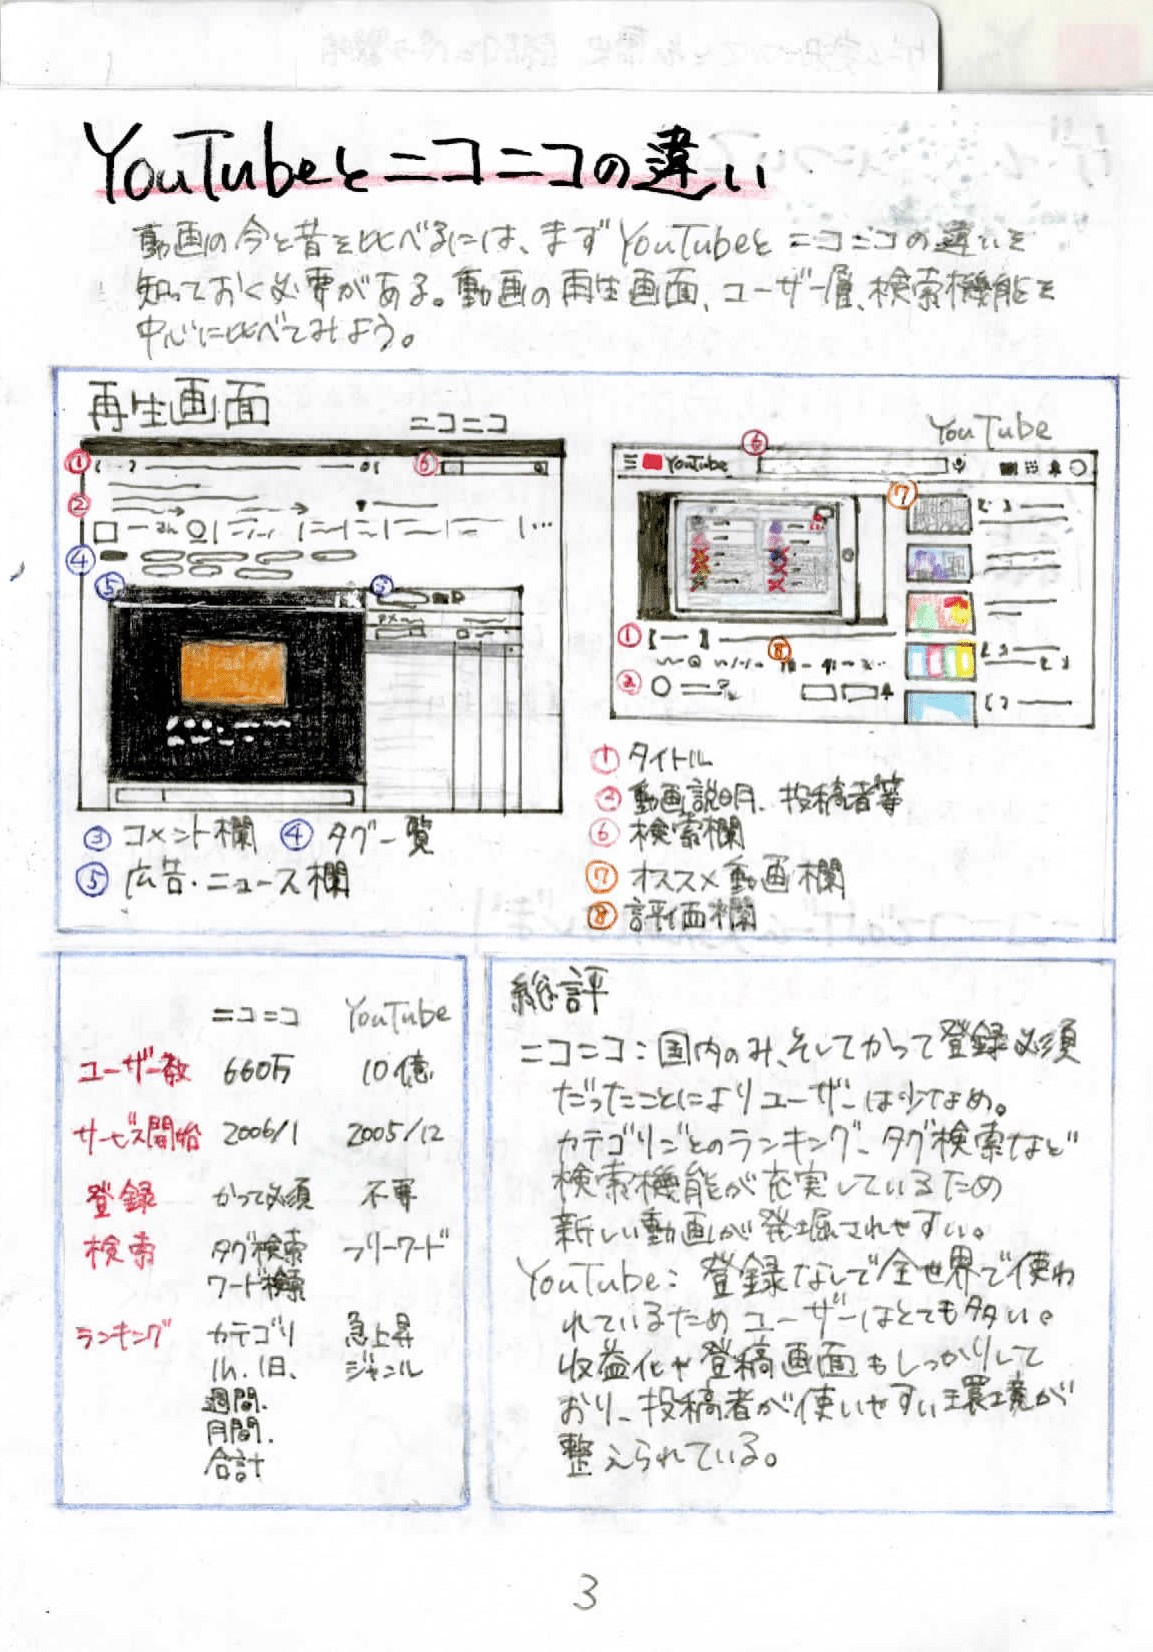 YouTubeとニコニコの違い
動画の今と昔を比べるには、まずYouTubeとニコニコの違いを
知っておく必要がある。動画の再生画面、ユーザー層、検索機能を
中心に比べてみよう。
再生画面
ニコニコ
YouTube
① ⑥
②
④
⑤ ③
⑥
YouTube
⑦
①
⑧
②
③ コメント欄 ④ タグ一覧
⑤ 広告・ニュース欄
① タイトル
② 動画説明、投稿者等
⑥ 検索欄
⑦ オススメ動画欄
⑧ 評価欄
ニコニコ YouTube
ユーザー数 660万 10億
サービス開始 2006/1 2005/12
登録 かつて必須 不要
検索 タグ検索 フリーワード
ワード検索
ランキング カテゴリ 急上昇
1h、1日、 ジャンル
週間、
月間、
合計
総評
ニコニコ：国内のみ、そしてかつて登録必須
だったことによりユーザーは少なめ。
カテゴリごとのランキング、タグ検索など
検索機能が充実しているため
新しい動画が発掘されやすい。
YouTube：登録なしで全世界で使わ
れているためユーザーはとても多い。
収益化や登稿画面もしっかりして
おり、投稿者が使いやすい環境が
整えられている。
3